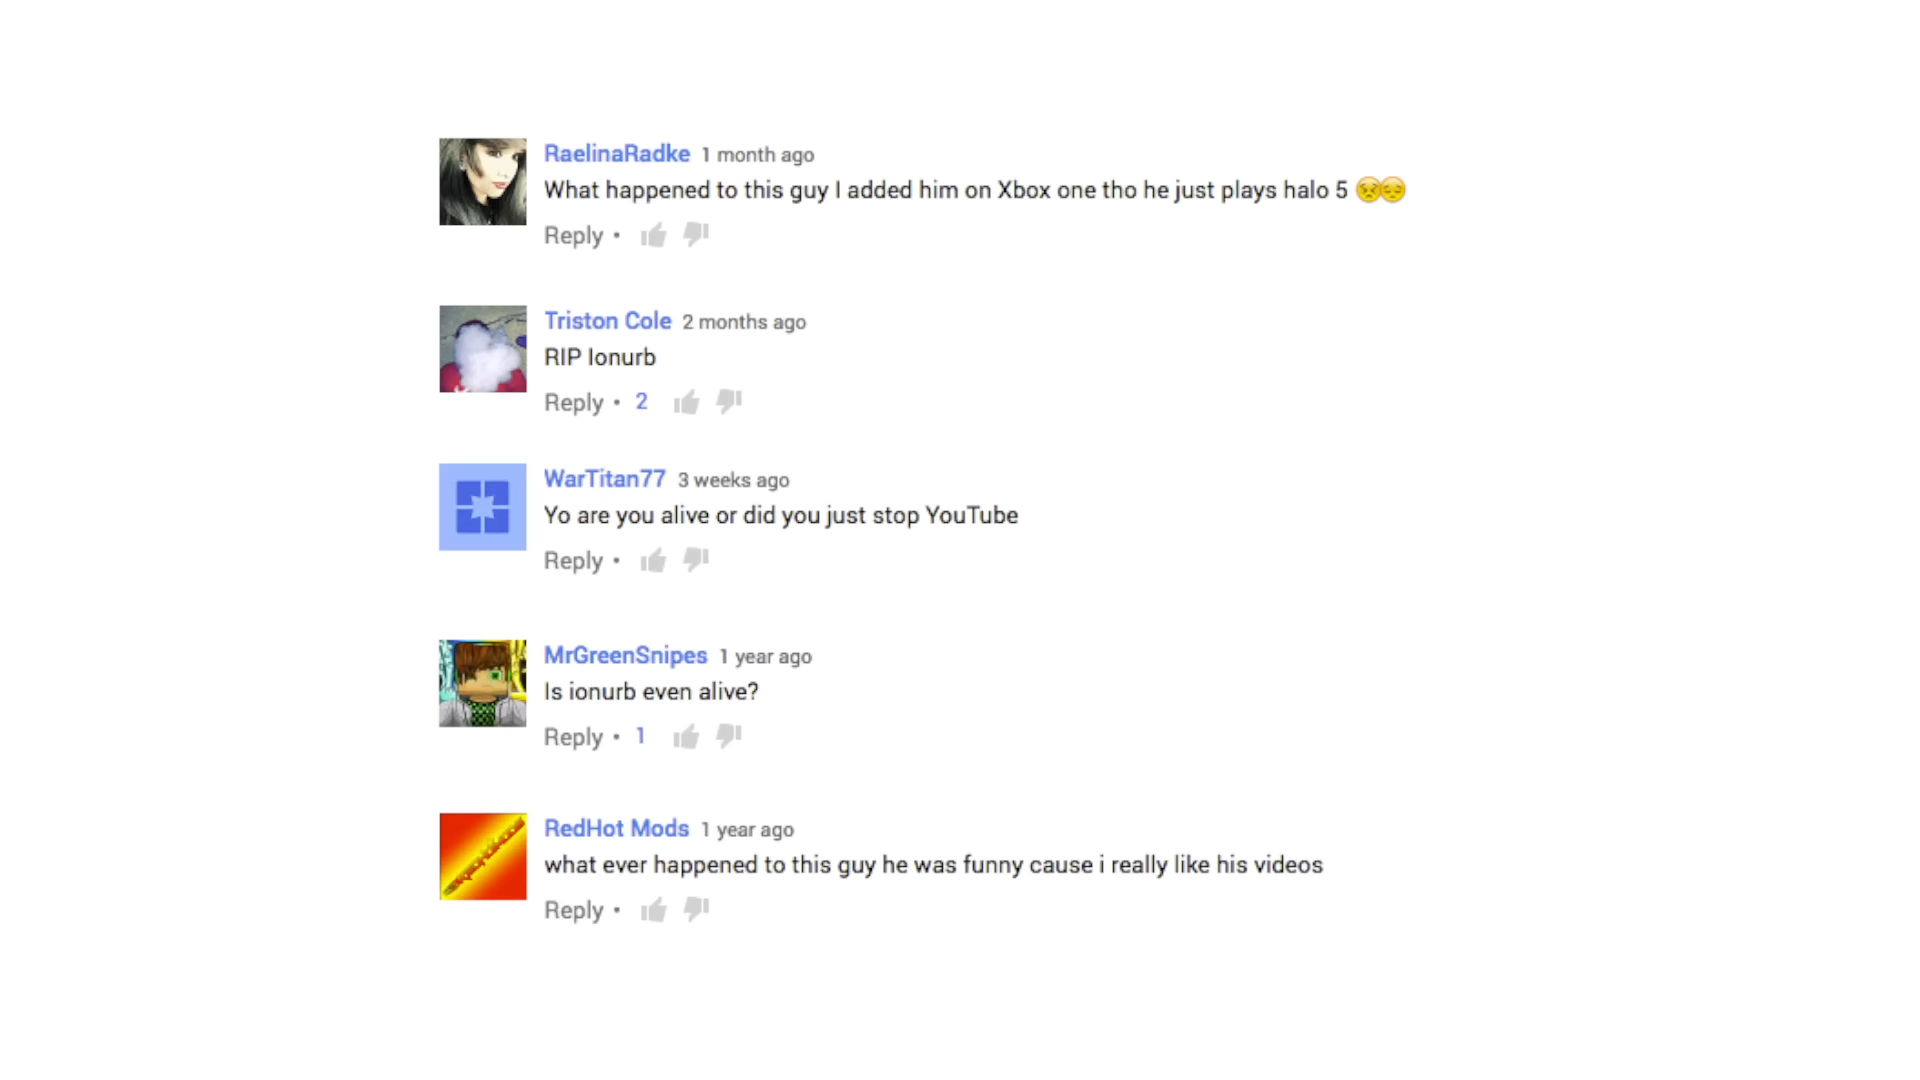 RaelinaRadke 1 month ago
What happened to this guy I added him on Xbox one tho he just plays halo 5 😣😔
Reply •
Triston Cole 2 months ago
RIP Ionurb
Reply • 2
WarTitan77 3 weeks ago
Yo are you alive or did you just stop YouTube
Reply •
MrGreenSnipes 1 year ago
Is ionurb even alive?
Reply • 1
RedHot Mods 1 year ago
what ever happened to this guy he was funny cause i really like his videos
Reply •